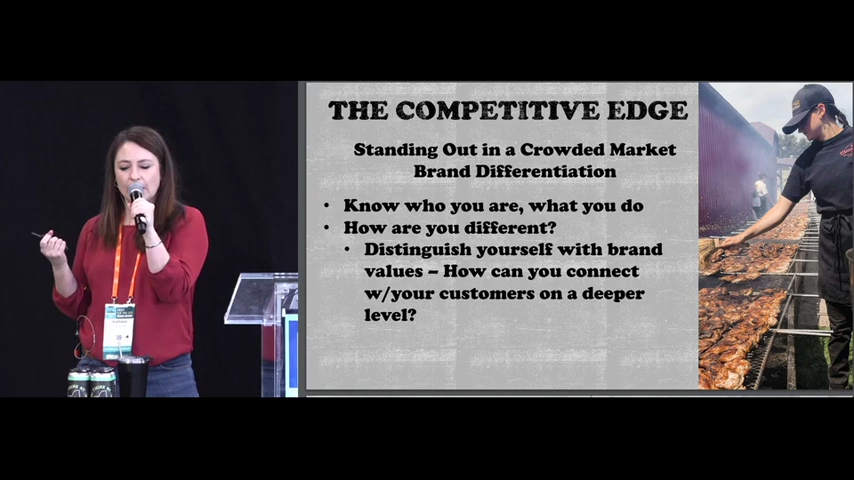 THE COMPETITIVE EDGE
Standing Out in a Crowded Market
Brand Differentiation
• Know who you are, what you do
• How are you different?
• Distinguish yourself with brand
values – How can you connect
w/your customers on a deeper
level?